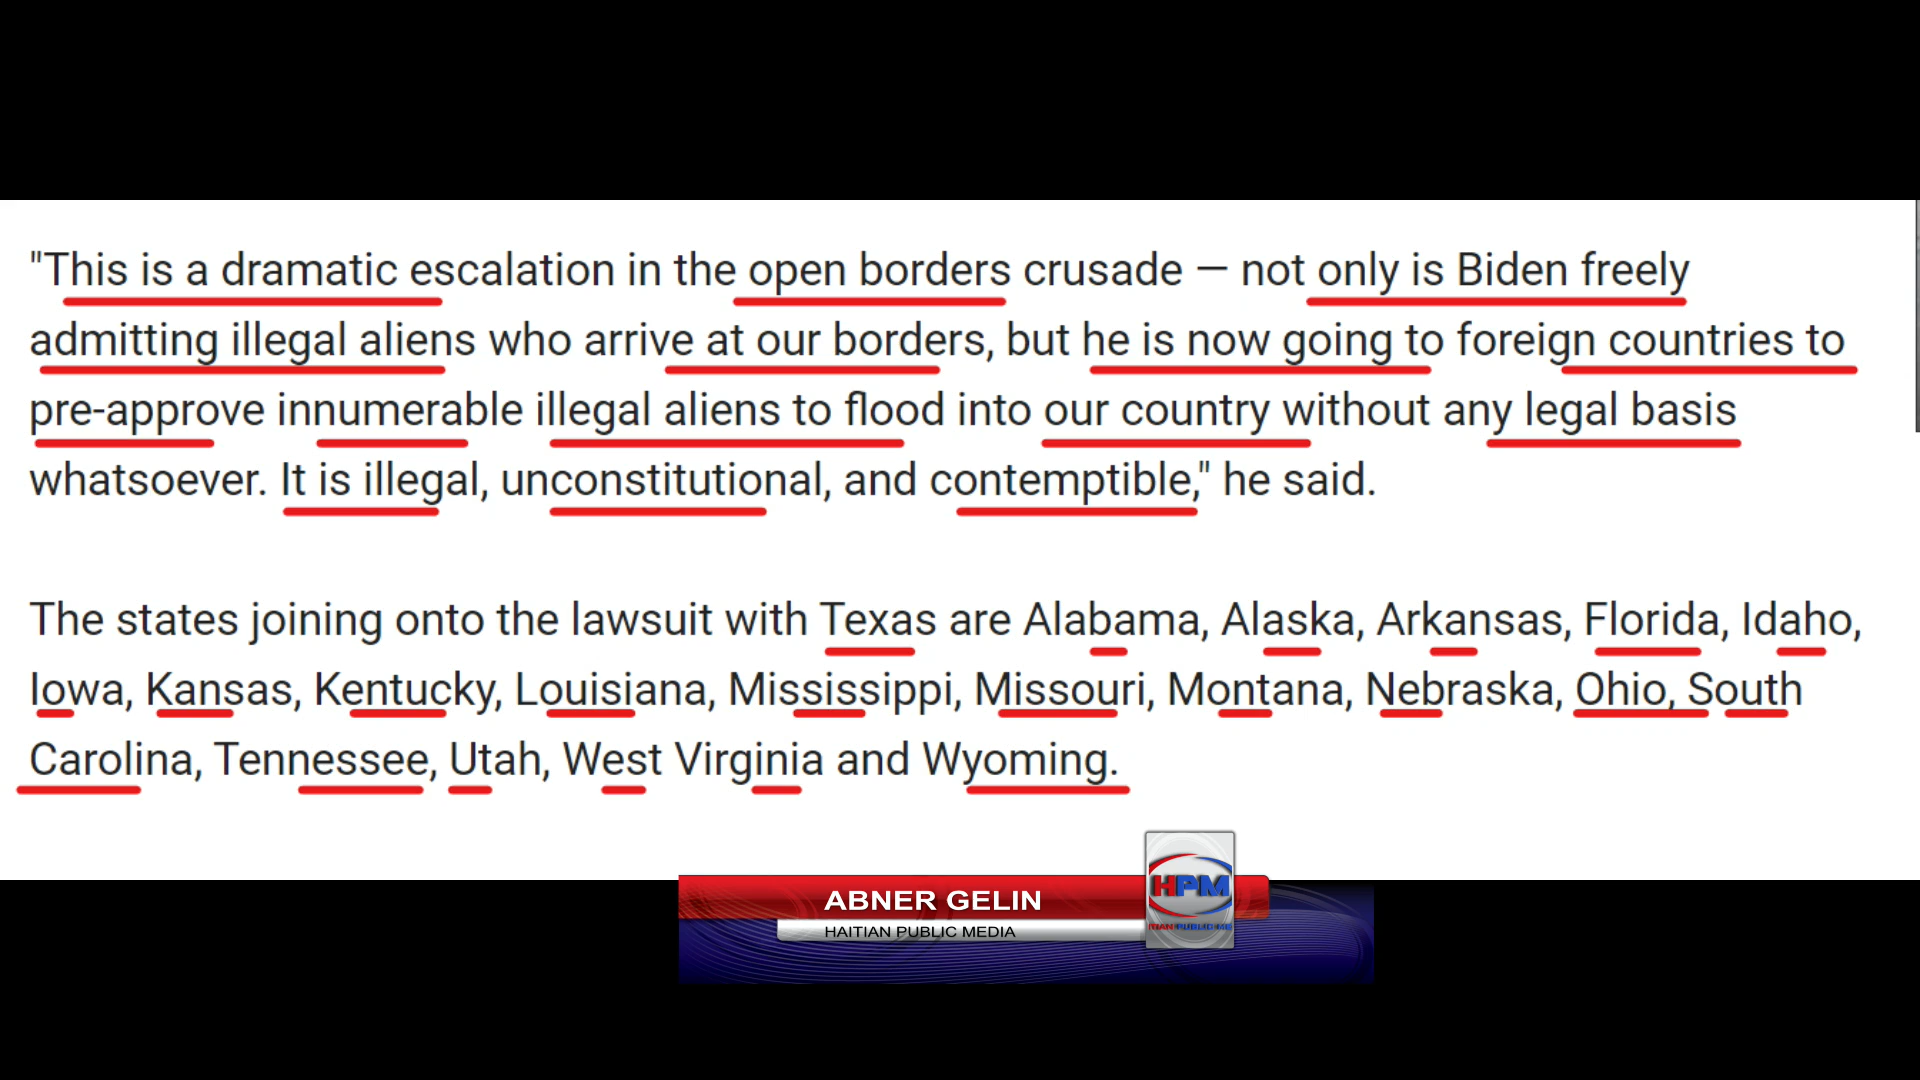 "This is a dramatic escalation in the open borders crusade — not only is Biden freely
admitting illegal aliens who arrive at our borders, but he is now going to foreign countries to
pre-approve innumerable illegal aliens to flood into our country without any legal basis
whatsoever. It is illegal, unconstitutional, and contemptible," he said.
The states joining onto the lawsuit with Texas are Alabama, Alaska, Arkansas, Florida, Idaho,
Iowa, Kansas, Kentucky, Louisiana, Mississippi, Missouri, Montana, Nebraska, Ohio, South
Carolina, Tennessee, Utah, West Virginia and Wyoming.
ABNER GELIN
HAITIAN PUBLIC MEDIA
HPM